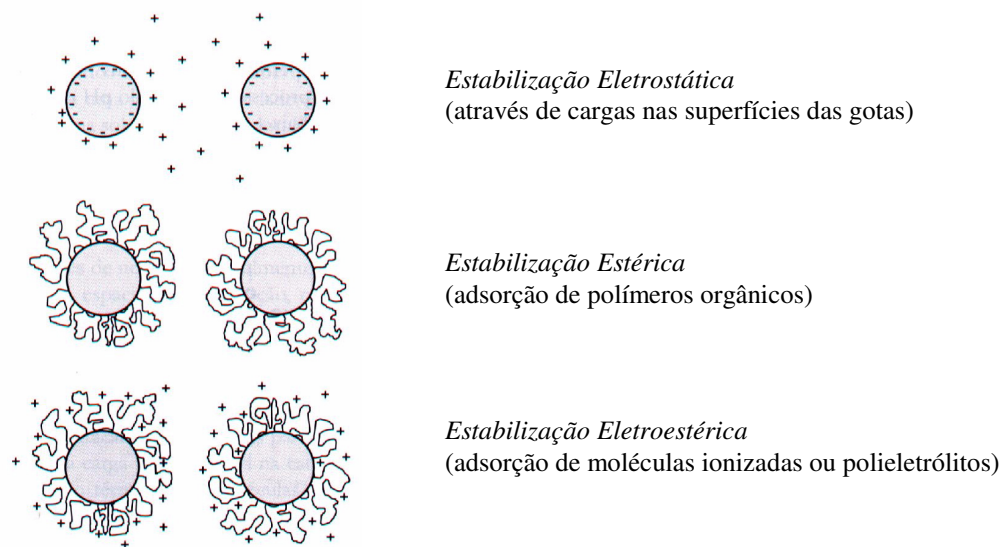 Estabilização Eletrostática
(através de cargas nas superfícies das gotas)
Estabilização Estérica
(adsorção de polímeros orgânicos)
Estabilização Eletroestérica
(adsorção de moléculas ionizadas ou polieletrólitos)